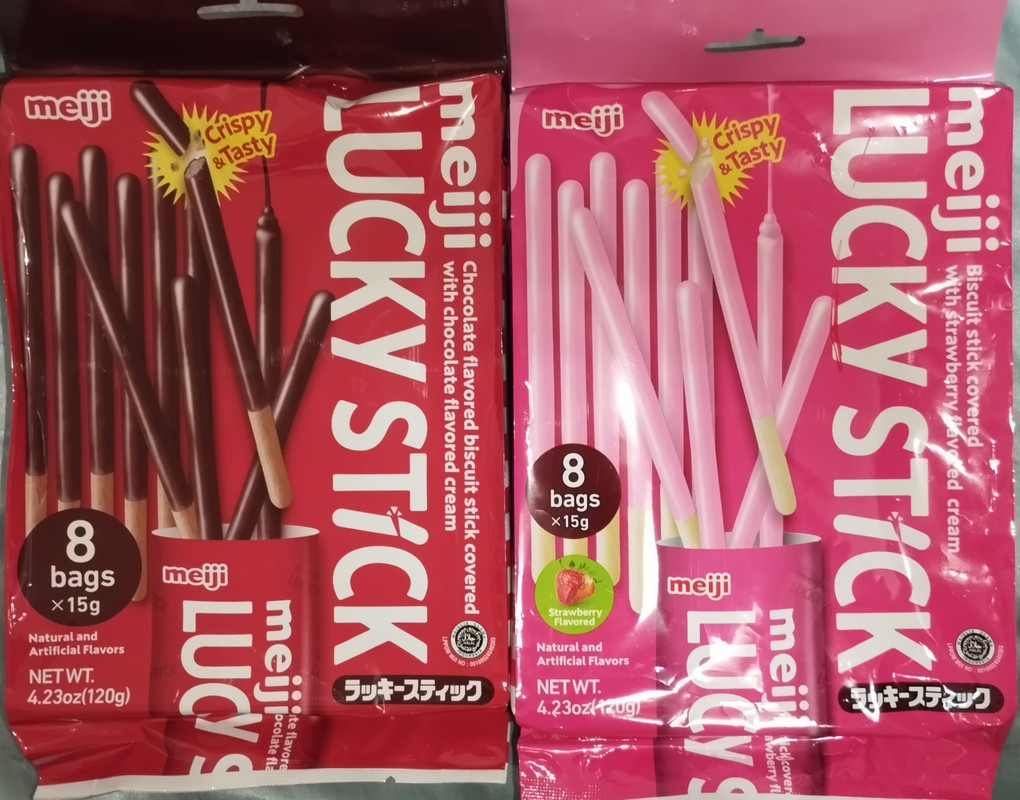 meiji
Crispy
& Tasty
meiji
LUCKY STICK
Chocolate flavored biscuit stick covered
with chocolate flavored cream
8
bags
×15g
Natural and
Artificial Flavors
NET WT.
4.23oz(120g)
meiji
meiji
LUCY S
ラッキースティック
meiji
Crispy
& Tasty
meiji
LUCKY STICK
Biscuit stick covered
with strawberry flavored cream
8
bags
×15g
Strawberry
Flavored
Natural and
Artificial Flavors
NET WT.
4.23oz(120g)
meiji
meiji
LUCY S
ラッキースティック